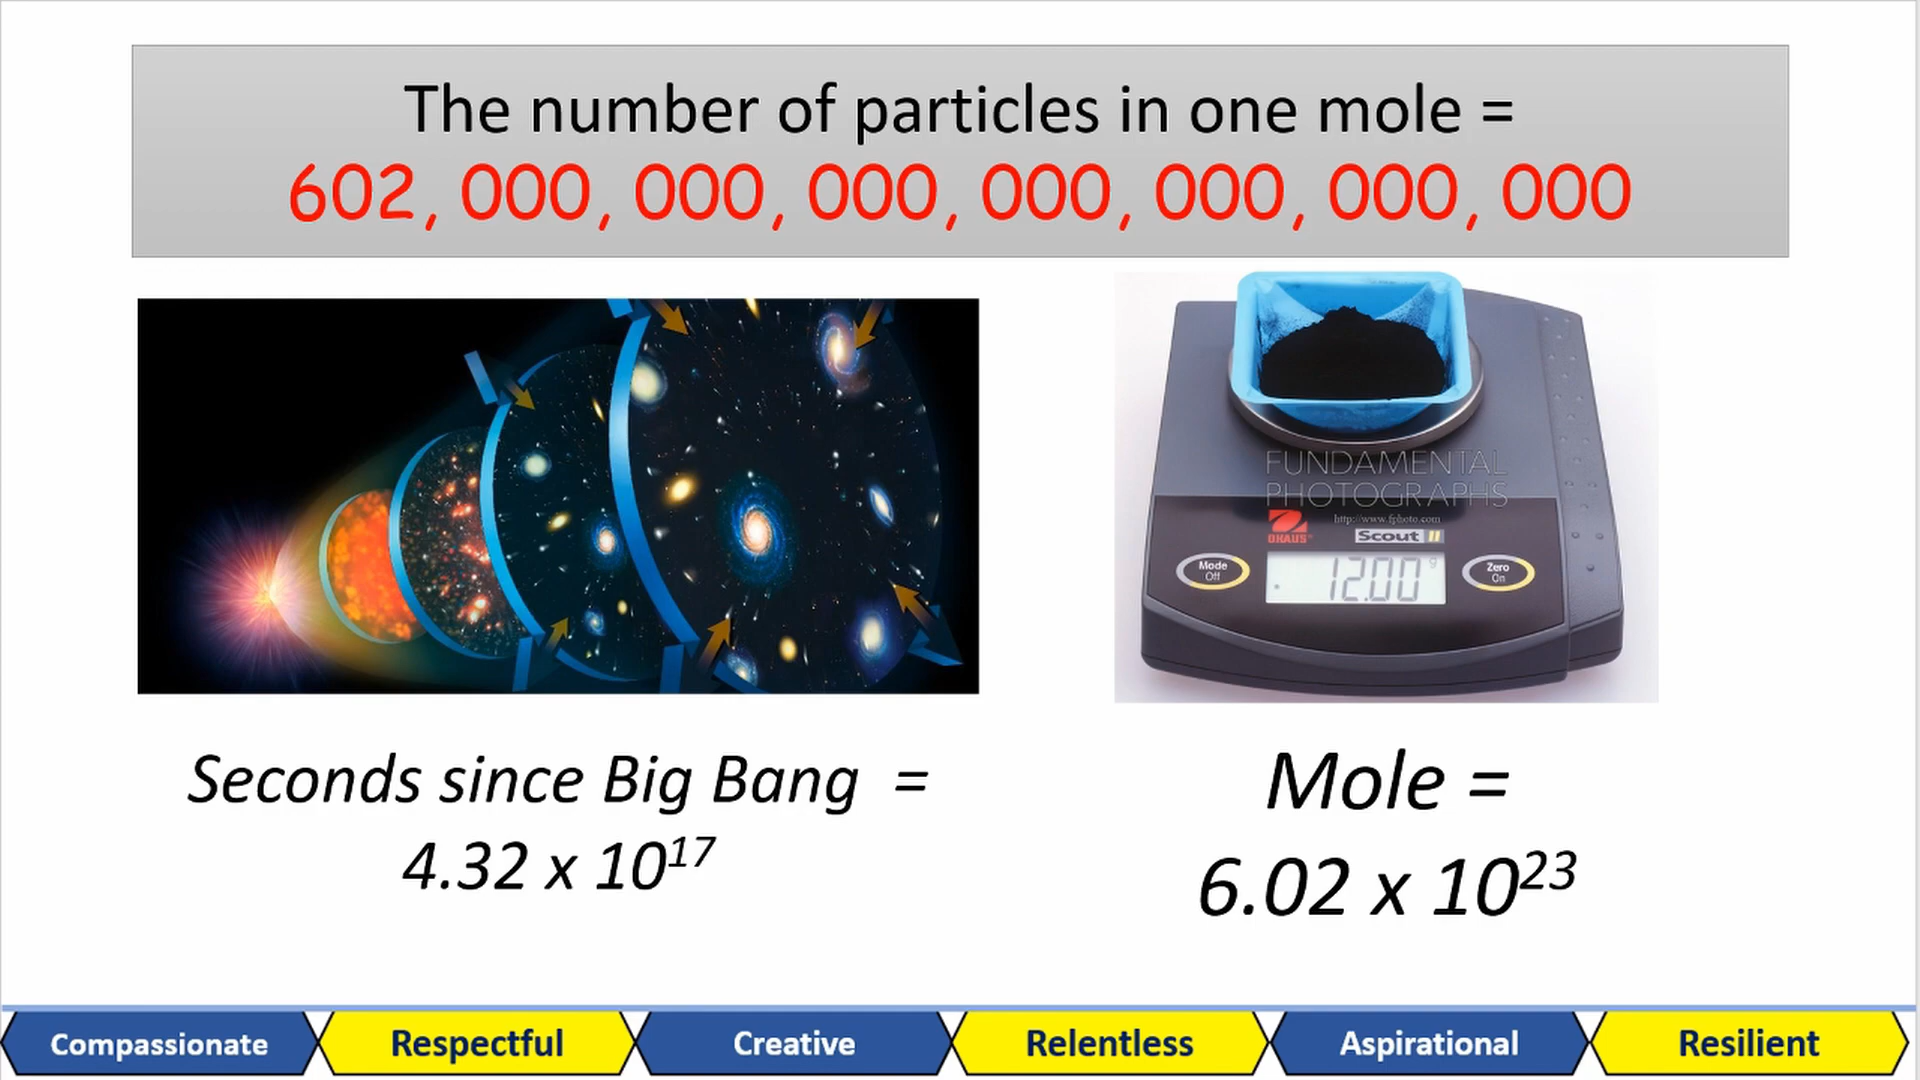 The number of particles in one mole =
602, 000, 000, 000, 000, 000, 000, 000
FUNDAMENTAL
PHOTOGRAPHS
http://www.fphoto.com
OHAUS
Scout II
Mode
Off
12.00 g
Zero
On
Seconds since Big Bang =
4.32 x 10¹⁷
Mole =
6.02 x 10²³
Compassionate
Respectful
Creative
Relentless
Aspirational
Resilient